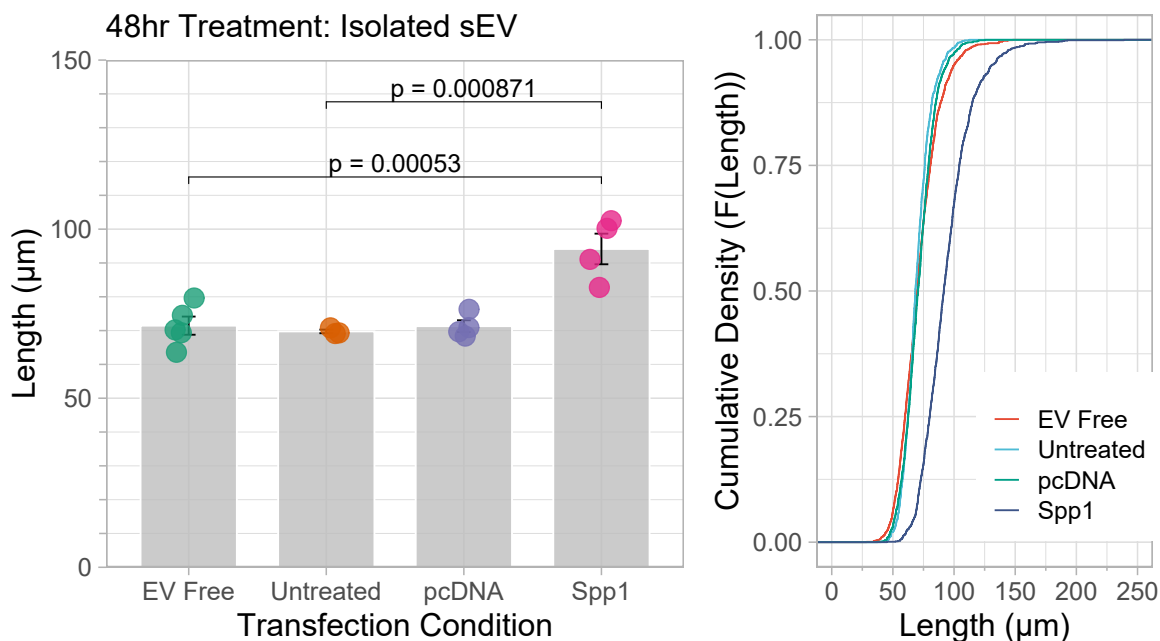 48hr Treatment: Isolated sEV
150
100
50
0
Length (µm)
p = 0.000871
p = 0.00053
EV Free
Untreated
pcDNA
Spp1
Transfection Condition
1.00
0.75
0.50
0.25
0.00
Cumulative Density (F(Length))
EV Free
Untreated
pcDNA
Spp1
0
50
100
150
200
250
Length (µm)